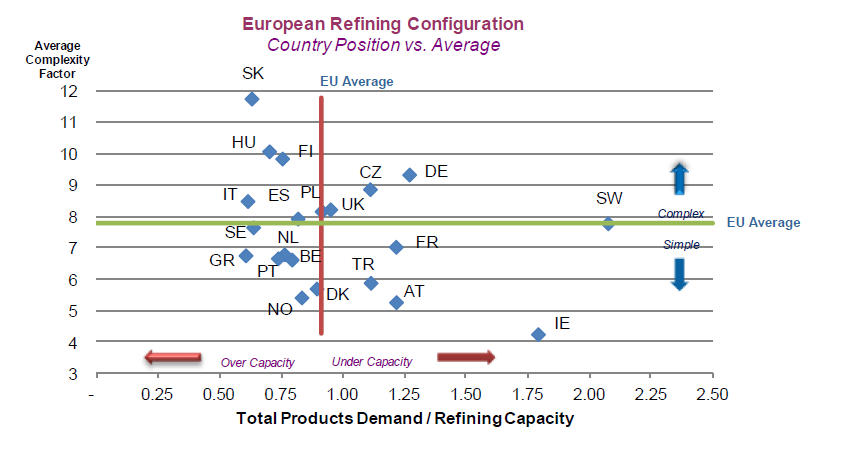 European Refining Configuration
Country Position vs. Average
Average
Complexity
Factor
EU Average
SK
12
11
10
9
8
7
6
5
4
3
HU
FI
CZ
DE
IT
ES
PL
UK
SW
Complex
EU Average
Simple
SE
NL
FR
GR
PT
BE
TR
NO
DK
AT
IE
Over Capacity
Under Capacity
-
0.25
0.50
0.75
1.00
1.25
1.50
1.75
2.00
2.25
2.50
Total Products Demand / Refining Capacity